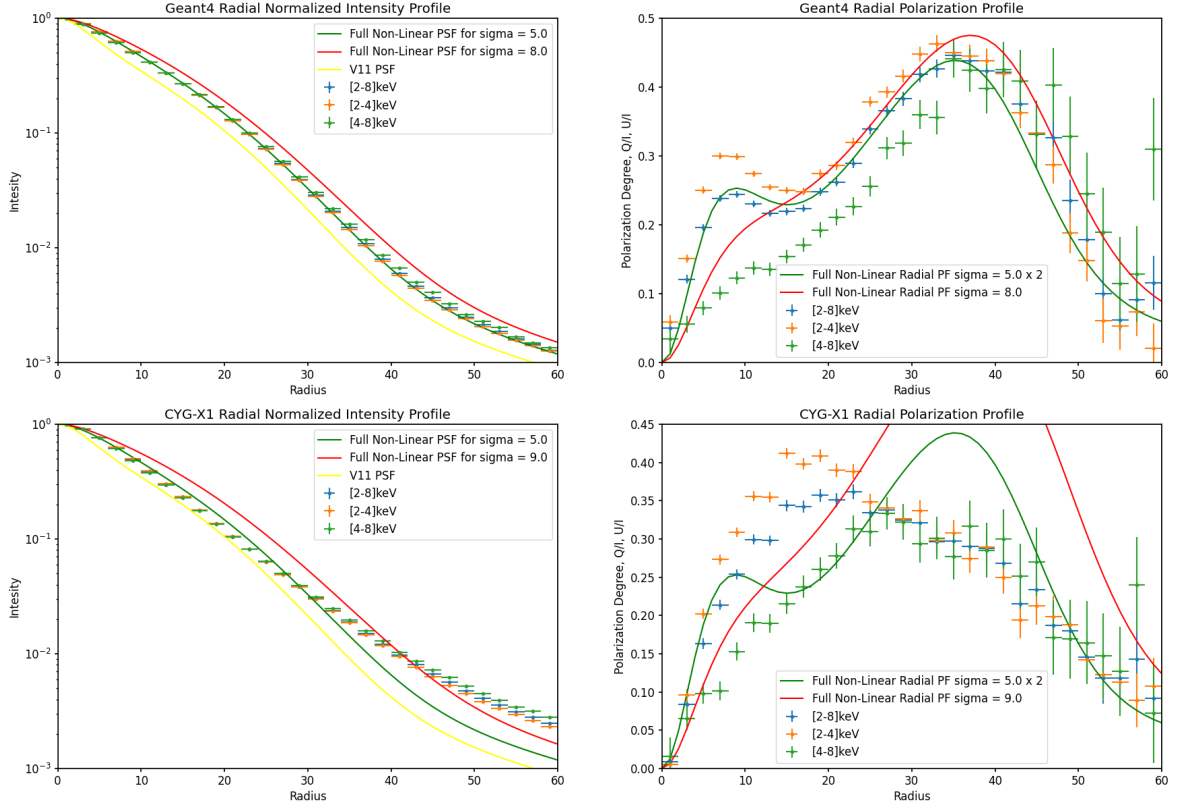 Geant4 Radial Normalized Intensity Profile
10^0
10^-1
10^-2
10^-3
Intesity
0 10 20 30 40 50 60
Radius
Full Non-Linear PSF for sigma = 5.0
Full Non-Linear PSF for sigma = 8.0
V11 PSF
[2-8]keV
[2-4]keV
[4-8]keV
Geant4 Radial Polarization Profile
0.5
0.4
0.3
0.2
0.1
0.0
Polarization Degree, Q/I, U/I
0 10 20 30 40 50 60
Radius
Full Non-Linear Radial PF sigma = 5.0 x 2
Full Non-Linear Radial PF sigma = 8.0
[2-8]keV
[2-4]keV
[4-8]keV
CYG-X1 Radial Normalized Intensity Profile
10^0
10^-1
10^-2
10^-3
Intesity
0 10 20 30 40 50 60
Radius
Full Non-Linear PSF for sigma = 5.0
Full Non-Linear PSF for sigma = 9.0
V11 PSF
[2-8]keV
[2-4]keV
[4-8]keV
CYG-X1 Radial Polarization Profile
0.45
0.40
0.35
0.30
0.25
0.20
0.15
0.10
0.05
0.00
Polarization Degree, Q/I, U/I
0 10 20 30 40 50 60
Radius
Full Non-Linear Radial PF sigma = 5.0 x 2
Full Non-Linear Radial PF sigma = 9.0
[2-8]keV
[2-4]keV
[4-8]keV